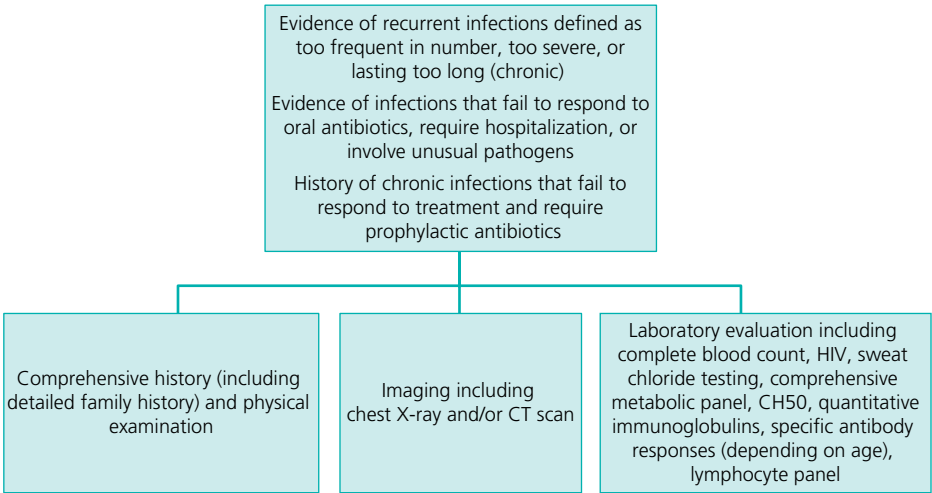 Evidence of recurrent infections defined as
too frequent in number, too severe, or
lasting too long (chronic)
Evidence of infections that fail to respond to
oral antibiotics, require hospitalization, or
involve unusual pathogens
History of chronic infections that fail to
respond to treatment and require
prophylactic antibiotics
Comprehensive history (including
detailed family history) and physical
examination
Imaging including
chest X-ray and/or CT scan
Laboratory evaluation including
complete blood count, HIV, sweat
chloride testing, comprehensive
metabolic panel, CH50, quantitative
immunoglobulins, specific antibody
responses (depending on age),
lymphocyte panel